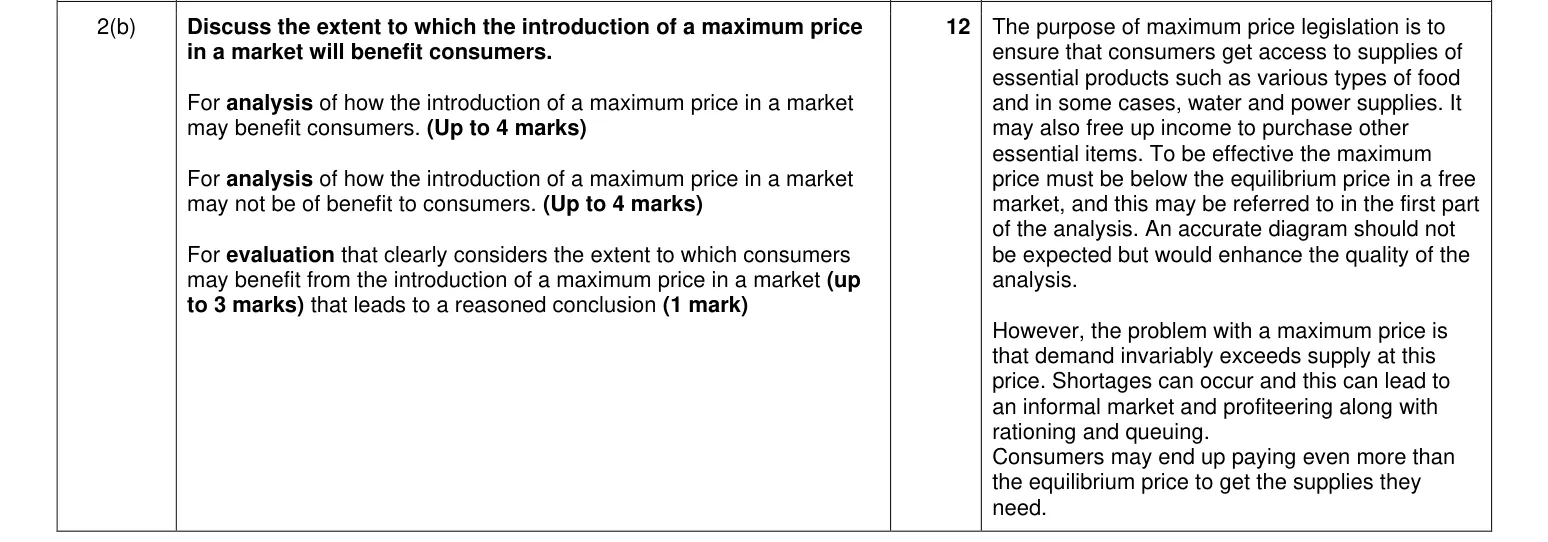 2(b)
Discuss the extent to which the introduction of a maximum price
in a market will benefit consumers.
For analysis of how the introduction of a maximum price in a market
may benefit consumers. (Up to 4 marks)
For analysis of how the introduction of a maximum price in a market
may not be of benefit to consumers. (Up to 4 marks)
For evaluation that clearly considers the extent to which consumers
may benefit from the introduction of a maximum price in a market (up
to 3 marks) that leads to a reasoned conclusion (1 mark)
12
The purpose of maximum price legislation is to
ensure that consumers get access to supplies of
essential products such as various types of food
and in some cases, water and power supplies. It
may also free up income to purchase other
essential items. To be effective the maximum
price must be below the equilibrium price in a free
market, and this may be referred to in the first part
of the analysis. An accurate diagram should not
be expected but would enhance the quality of the
analysis.
However, the problem with a maximum price is
that demand invariably exceeds supply at this
price. Shortages can occur and this can lead to
an informal market and profiteering along with
rationing and queuing.
Consumers may end up paying even more than
the equilibrium price to get the supplies they
need.